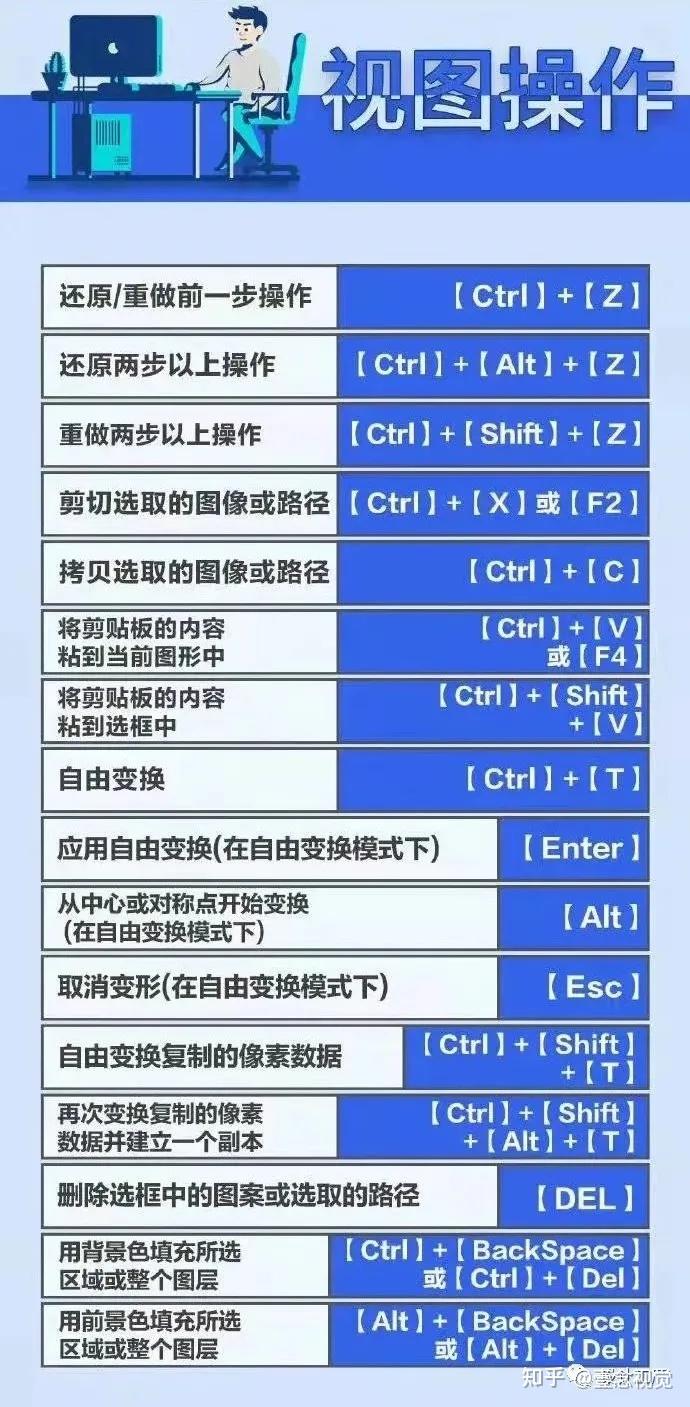 视图操作
还原/重做前一步操作 【Ctrl】+【Z】
还原两步以上操作 【Ctrl】+【Alt】+【Z】
重做两步以上操作 【Ctrl】+【Shift】+【Z】
剪切选取的图像或路径 【Ctrl】+【X】或【F2】
拷贝选取的图像或路径 【Ctrl】+【C】
将剪贴板的内容
粘到当前图形中
【Ctrl】+【V】
或【F4】
将剪贴板的内容
粘到选框中
【Ctrl】+【Shift】
+【V】
自由变换 【Ctrl】+【T】
应用自由变换(在自由变换模式下) 【Enter】
从中心或对称点开始变换
(在自由变换模式下)
【Alt】
取消变形(在自由变换模式下) 【Esc】
自由变换复制的像素数据
【Ctrl】+【Shift】
+【T】
再次变换复制的像素
数据并建立一个副本
【Ctrl】+【Shift】
+【Alt】+【T】
删除选框中的图案或选取的路径 【DEL】
用背景色填充所选
区域或整个图层
【Ctrl】+【BackSpace】
或【Ctrl】+【Del】
用前景色填充所选
区域或整个图层
【Alt】+【BackSpace】
或【Alt】+【Del】
知乎 @壹念视觉